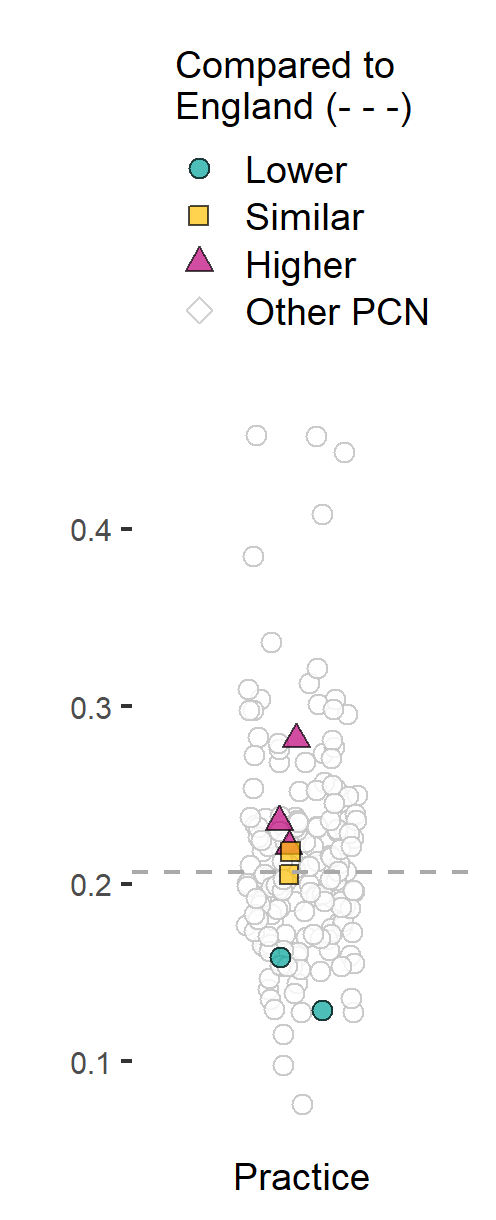 Compared to
England (- - -)
Lower
Similar
Higher
Other PCN
0.4
0.3
0.2
0.1
Practice